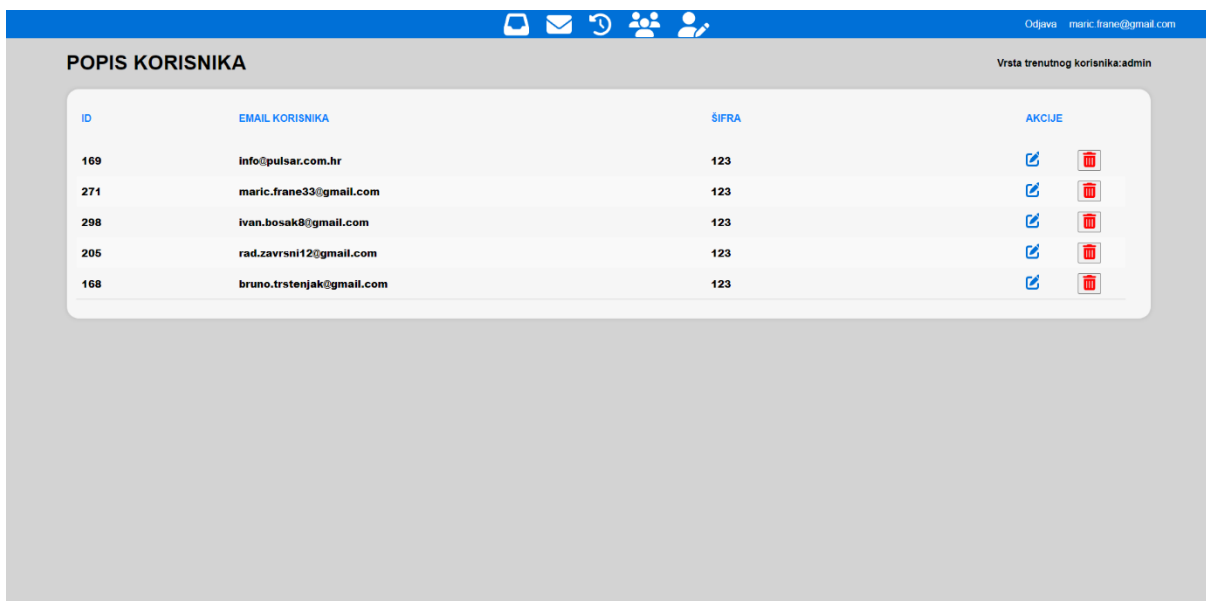 Odjava maric.frane@gmail.com
POPIS KORISNIKA
Vrsta trenutnog korisnika:admin
ID EMAIL KORISNIKA ŠIFRA AKCIJE
169 info@pulsar.com.hr 123
271 maric.frane33@gmail.com 123
298 ivan.bosak8@gmail.com 123
205 rad.zavrsni12@gmail.com 123
168 bruno.trstenjak@gmail.com 123